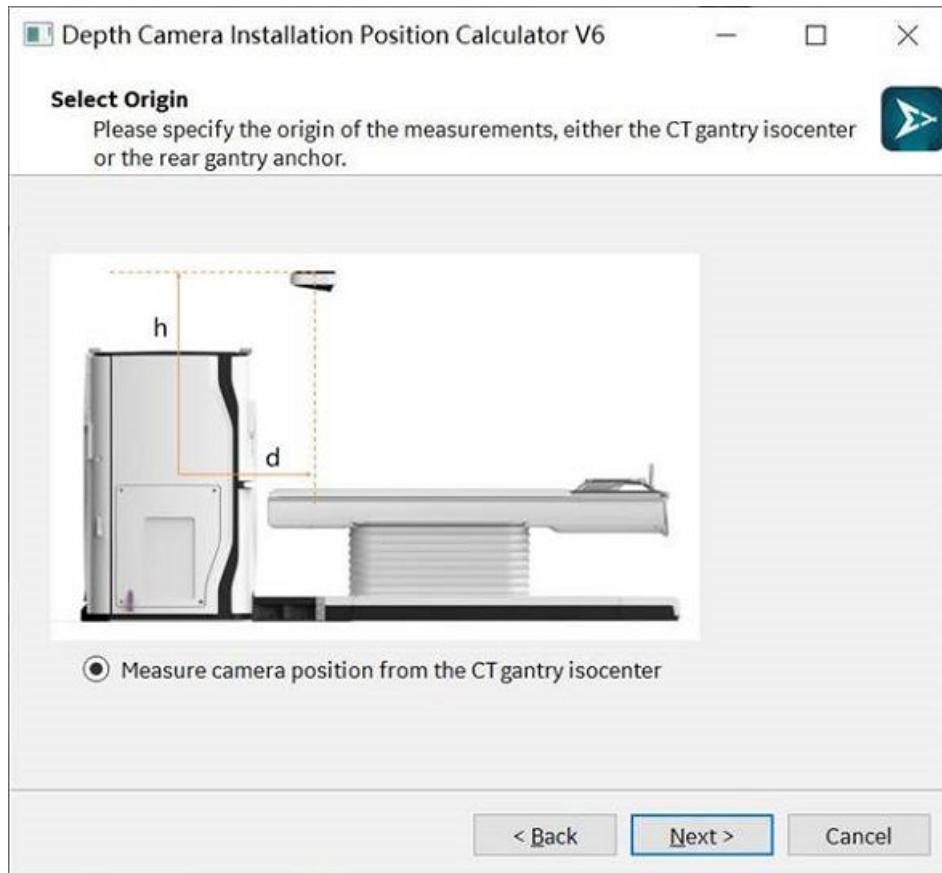 Depth Camera Installation Position Calculator V6
Select Origin
Please specify the origin of the measurements, either the CT gantry isocenter
or the rear gantry anchor.
h
d
Measure camera position from the CT gantry isocenter
< Back
Next >
Cancel